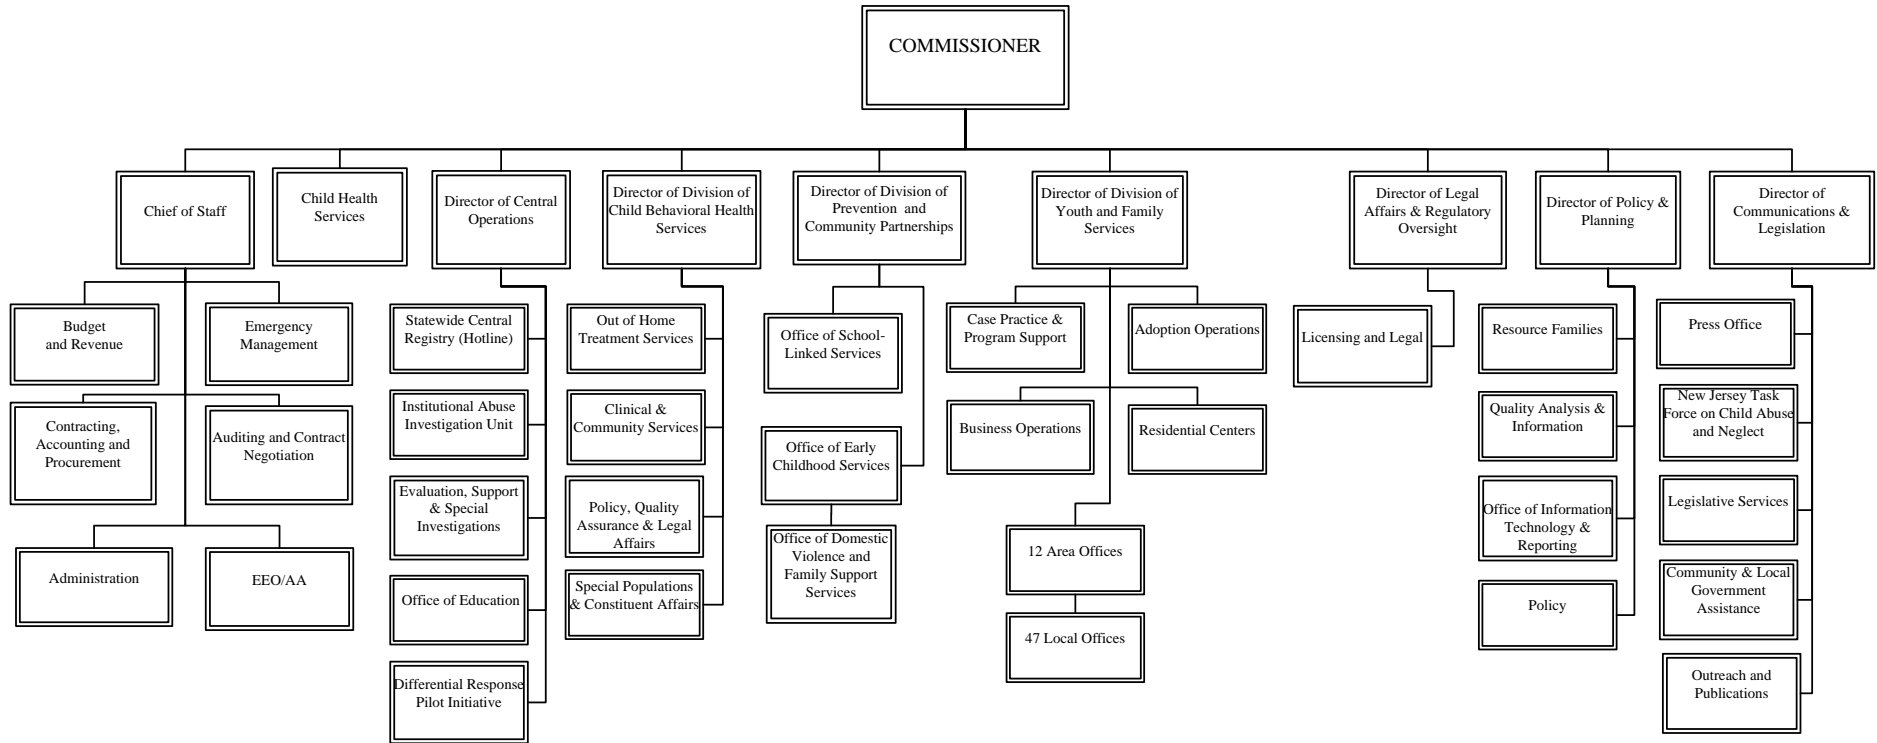 COMMISSIONER
Chief of Staff
Child Health
Services
Director of Central
Operations
Director of Division of
Child Behavioral Health
Services
Director of Division of
Prevention and
Community Partnerships
Director of Division of
Youth and Family
Services
Director of Legal
Affairs & Regulatory
Oversight
Director of Policy &
Planning
Director of
Communications &
Legislation
Budget
and Revenue
Emergency
Management
Contracting,
Accounting and
Procurement
Auditing and Contract
Negotiation
Administration
EEO/AA
Statewide Central
Registry (Hotline)
Institutional Abuse
Investigation Unit
Evaluation, Support
& Special
Investigations
Office of Education
Differential Response
Pilot Initiative
Out of Home
Treatment Services
Clinical &
Community Services
Policy, Quality
Assurance & Legal
Affairs
Special Populations
& Constituent Affairs
Office of School-
Linked Services
Office of Early
Childhood Services
Office of Domestic
Violence and
Family Support
Services
Case Practice &
Program Support
Adoption Operations
Business Operations
Residential Centers
12 Area Offices
47 Local Offices
Licensing and Legal
Resource Families
Quality Analysis &
Information
Office of Information
Technology &
Reporting
Policy
Press Office
New Jersey Task
Force on Child Abuse
and Neglect
Legislative Services
Community & Local
Government
Assistance
Outreach and
Publications